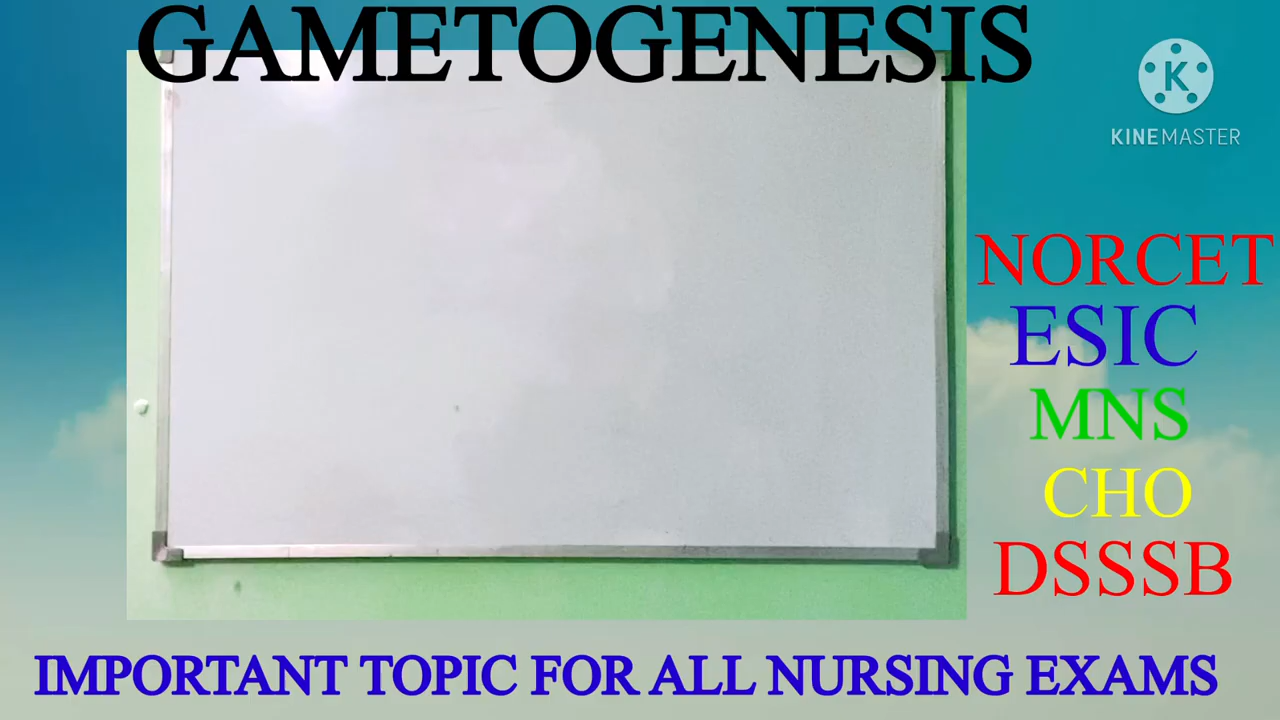 GAMETOGENESIS
K
KINEMASTER
NORCET
ESIC
MNS
CHO
DSSSB
IMPORTANT TOPIC FOR ALL NURSING EXAMS